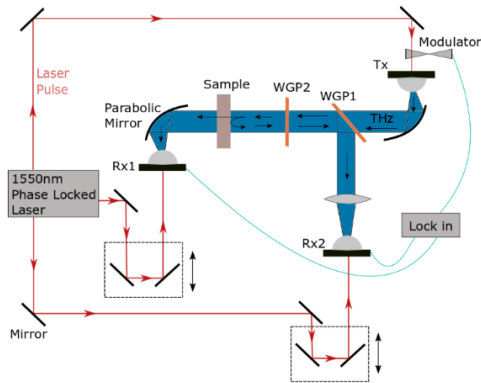 Modulator
Tx
Laser
Pulse
Sample
WGP2
WGP1
Parabolic
Mirror
THz
Rx1
1550nm
Phase Locked
Laser
Lock in
Rx2
Mirror